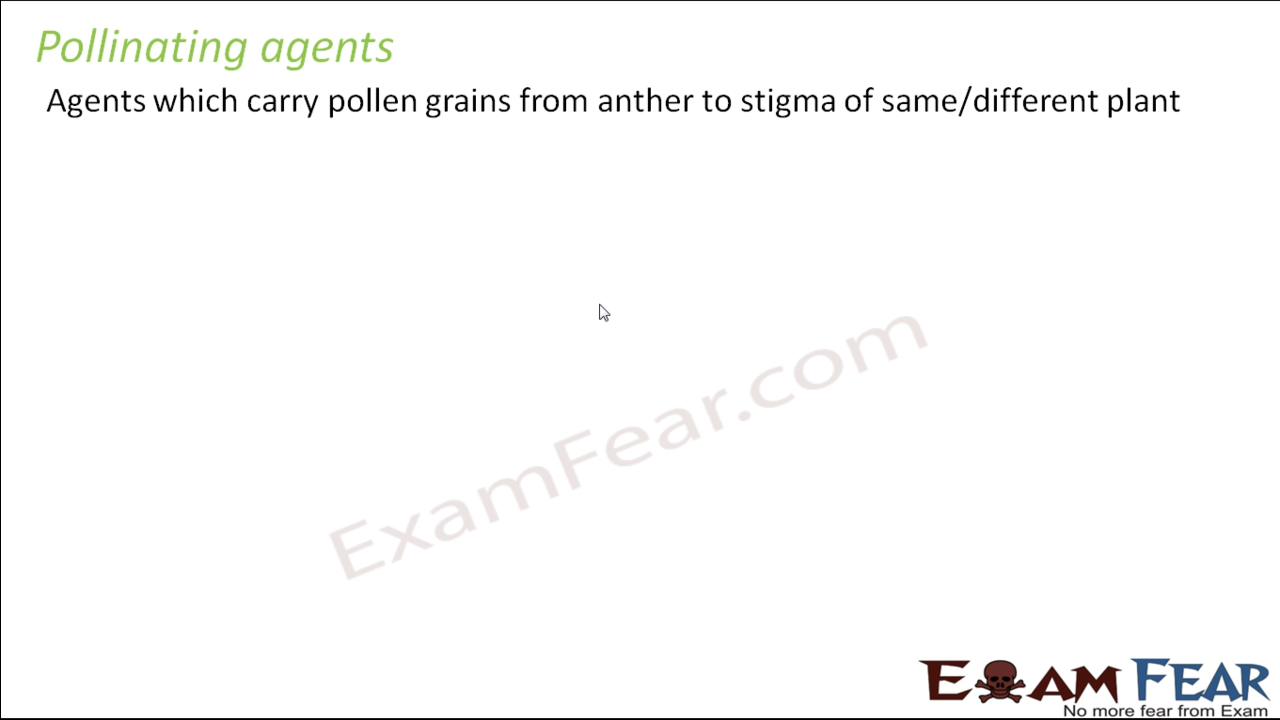 Pollinating agents
Agents which carry pollen grains from anther to stigma of same/different plant
ExamFear.com
EXAM FEAR
No more fear from Exam